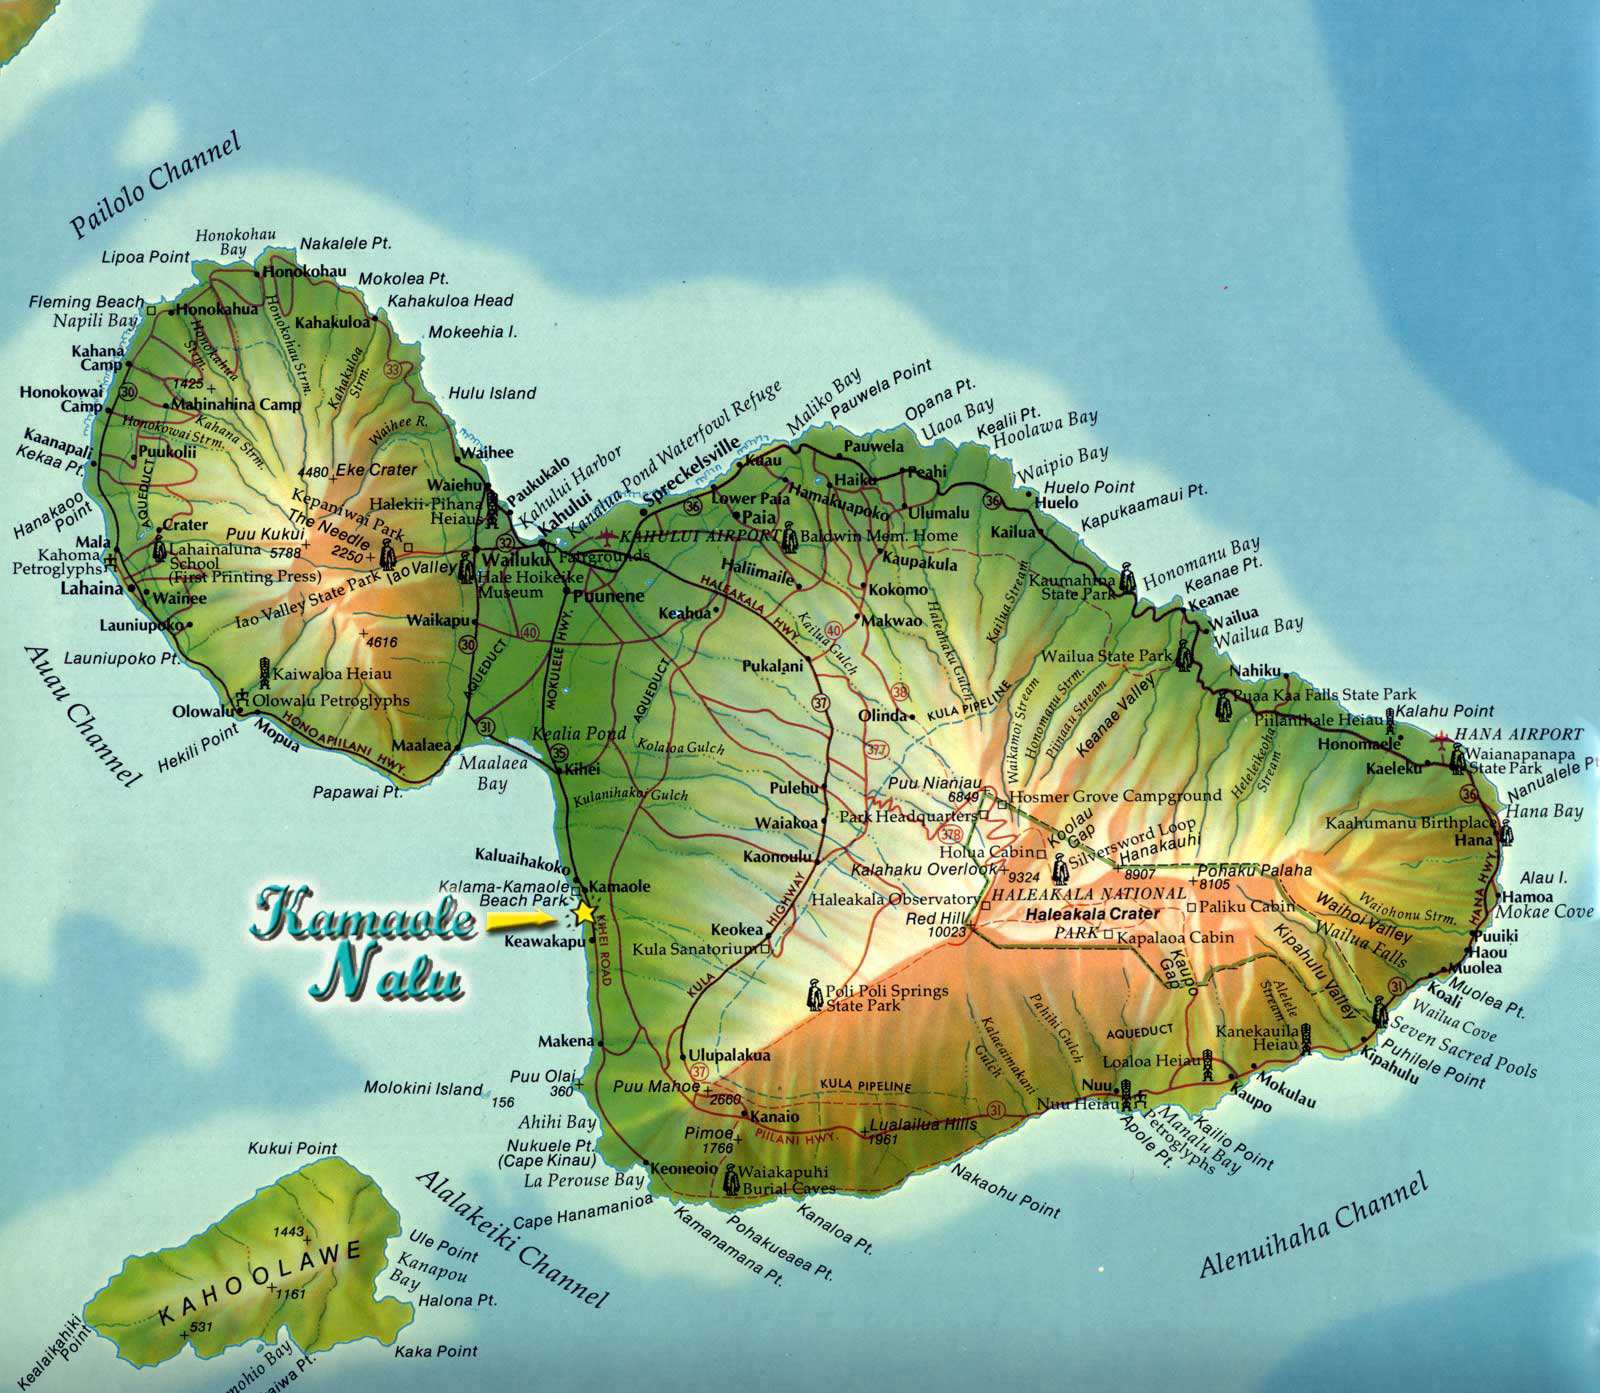 Pailolo Channel
Honokohau
Bay
Nakalele Pt.
Lipoa Point
Honokohau
Mokolea Pt.
Fleming Beach
Kahakuloa Head
Napili Bay
Honokahua
Kahakuloa
Mokeehia I.
Honokahua
Strm.
Honokohau Strm.
Kahakuloa
Strm.
33
Kahana
Camp
30
1425
Hulu Island
Honokowai
Camp
Mahinahina Camp
Honokowai Strm.
Kahana Strm.
Waihee R.
Kaanapali
Kekaa Pt.
Puukolii
Waihee
4480 Eke Crater
AQUEDUCT
Waiehu
Halekii-Pihana
Heiaus
Paukukalo
Kahului Harbor
Kanalua Pond Waterfowl Refuge
Kahului
Spreckelsville
Hanakaoo
Point
Kepaniwai Park
The Needle
2250
Puu Kukui
5788
Crater
Lahainaluna
School
(First Printing Press)
Mala
Kahoma
Petroglyphs
Lahaina
Wainee
Iao Valley State Park
Iao Valley
32
Wailuku
Fairgrounds
Hale Hoikeike
Museum
KAHULUI AIRPORT
Puunene
Launiupoko
Launiupoko Pt.
Waikapu
4616
40
30
AQUEDUCT
MOKULELE HWY.
AQUEDUCT
Kaiwaloa Heiau
Olowalu Petroglyphs
Olowalu
Mopua
Hekili Point
HONOAPIILANI HWY.
Auau Channel
Papawai Pt.
Maalaea
31
Maalaea
Bay
Kealia Pond
35
Kihei
Kolaloa Gulch
Kulanihakoi Gulch
Kuau
Maliko Bay
Pauwela Point
Opana Pt.
Uaoa Bay
Kealii Pt.
Hoolawa Bay
Waipio Bay
Huelo Point
Kapukaamaui Pt.
Pauwela
Haiku
Peahi
Hamakuapoko
Lower Paia
36
Paia
Ulumalu
36
Huelo
Kailua
Baldwin Mem. Home
Kaupakula
Haliimaile
HALEAKALA HWY.
Kokomo
Keahua
Makwao
Kailua Gulch
40
Pukalani
37
38
Olinda
377
Haleahaku Gulch
Kailua Stream
KULA PIPELINE
Kaumahina
State Park
Honomanu Bay
Keanae Pt.
Keanae
Wailua
Wailua Bay
Wailua State Park
Waikamoi Stream
Honomanu Strm.
Piinaau Stream
Keanae Valley
Nahiku
Puaa Kaa Falls State Park
Piilanihale Heiau
Kalahu Point
HANA AIRPORT
Honomaele
Kaeleku
Waianapanapa
State Park
Nanualele Pt
Heleleikeoha
Stream
36
Hana Bay
Kaahumanu Birthplace
Hana
HANA HWY.
Pulehu
Waiakoa
Kaonoulu
Puu Nianiau
6849
Hosmer Grove Campground
Park Headquarters
378
Holua Cabin
Koolau
Gap
Silversword Loop
Hanakauhi
8907
Kalahaku Overlook
9324
Pohaku Palaha
8105
HALEAKALA NATIONAL
PARK
Haleakala Crater
Haleakala Observatory
Red Hill
10023
Paliku Cabin
Kapalaoa Cabin
Kaupo
Gap
Kipahulu Valley
Waihoi Valley
Waiohonu Strm.
Wailua Falls
Alau I.
Hamoa
Mokae Cove
Puuiki
Haou
Muolea
Muolea Pt.
31
Koali
Wailua Cove
Seven Sacred Pools
Puhilele Point
Kipahulu
Kaluaihakoko
Kamaole
Kalama-Kamaole
Beach Park
Kamaole
Nalu
Keawakapu
KIHEI ROAD
Keokea
Kula Sanatorium
KULA HIGHWAY
Poli Poli Springs
State Park
Makena
Ulupalakua
37
Puu Olai
360
Puu Mahoe
2660
Molokini Island
156
KULA PIPELINE
Kalaeaimakani
Gulch
Pahihi Gulch
AQUEDUCT
Alelele
Stream
Kanekauila
Heiau
Loaloa Heiau
Nuu
Nuu Heiau
Kaupo
Mokulau
Kailio Point
Mamalu Bay
Petroglyphs
Apole Pt.
31
Ahihi Bay
Nukuele Pt.
(Cape Kinau)
La Perouse Bay
Keoneoio
Kanaio
Pimoe
1766
PIILANI HWY.
Lualailua Hills
1961
Waiakapuhi
Burial Caves
Nakaohu Point
Cape Hanamanioa
Kamanamana Pt.
Pohakueaea Pt.
Kanaloa Pt.
Alalakeiki Channel
Alenuihaha Channel
Kukui Point
1443
KAHOOLAWE
1161
531
Ule Point
Kanapou
Bay
Halona Pt.
Kaka Point
Kealaikahiki
Point